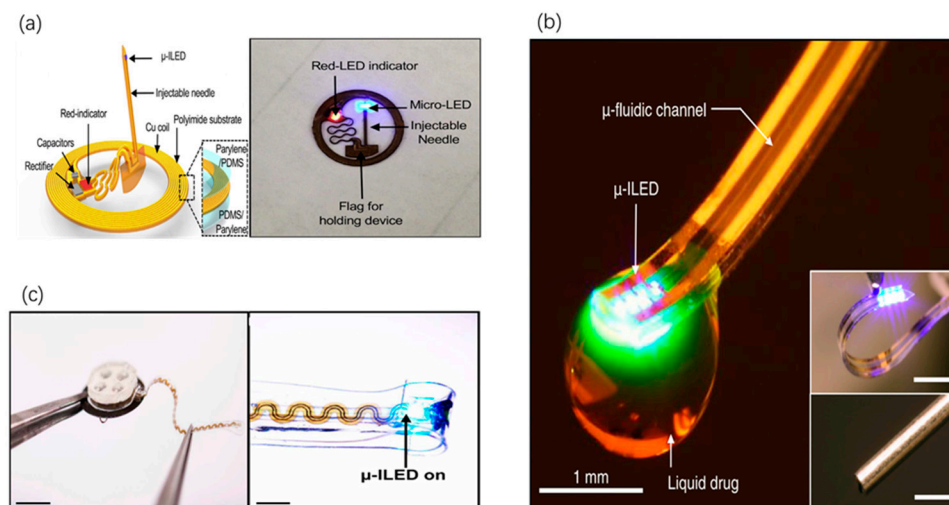 (a)
μ-ILED
Injectable needle
Red-indicator
Cu coil
Polyimide substrate
Capacitors
Rectifier
Parylene
/PDMS
PDMS/
Parylene
Red-LED indicator
Micro-LED
Injectable
Needle
Flag for
holding device
(b)
μ-fluidic channel
μ-ILED
1 mm
Liquid drug
(c)
μ-ILED on